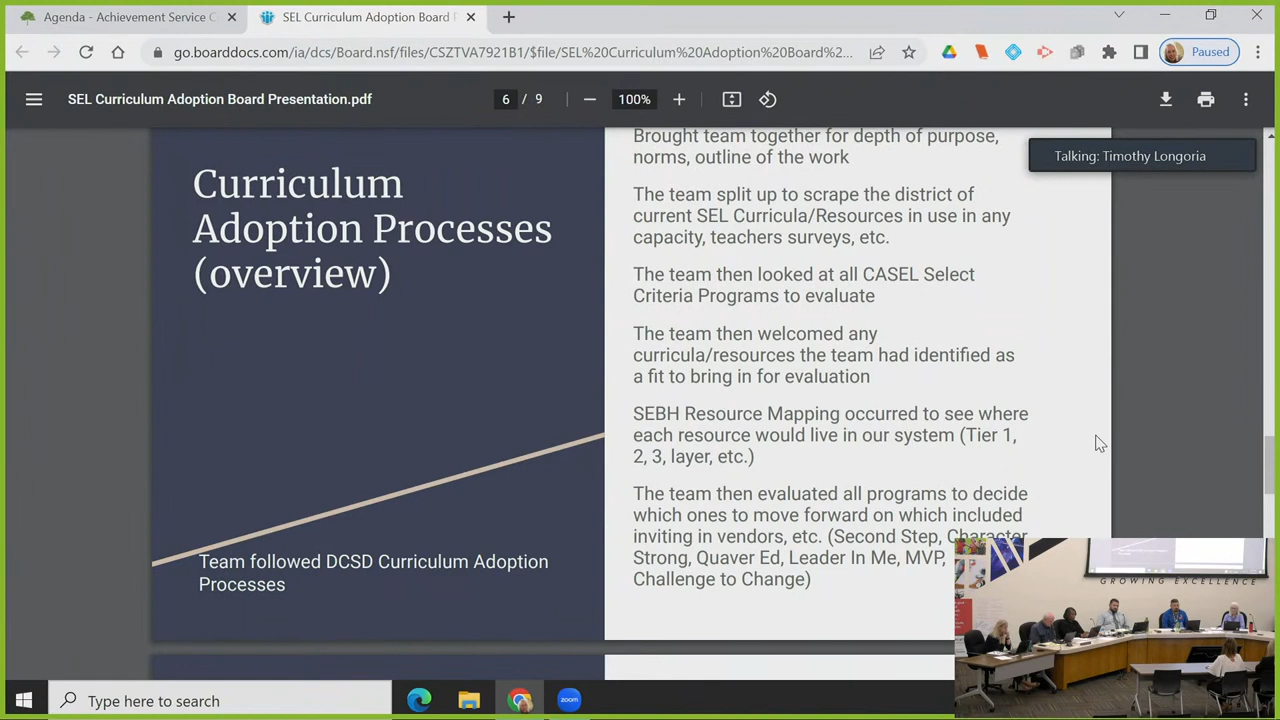 Agenda - Achievement Service C
SEL Curriculum Adoption Board P
go.boarddocs.com/ia/dcs/Board.nsf/files/CSZTVA7921B1/$file/SEL%20Curriculum%20Adoption%20Board%2...
Paused
SEL Curriculum Adoption Board Presentation.pdf
6 / 9
100%
Talking: Timothy Longoria
Curriculum
Adoption Processes
(overview)
Team followed DCSD Curriculum Adoption
Processes
Brought team together for depth of purpose,
norms, outline of the work
The team split up to scrape the district of
current SEL Curricula/Resources in use in any
capacity, teachers surveys, etc.
The team then looked at all CASEL Select
Criteria Programs to evaluate
The team then welcomed any
curricula/resources the team had identified as
a fit to bring in for evaluation
SEBH Resource Mapping occurred to see where
each resource would live in our system (Tier 1,
2, 3, layer, etc.)
The team then evaluated all programs to decide
which ones to move forward on which included
inviting in vendors, etc. (Second Step, Character
Strong, Quaver Ed, Leader In Me, MVP,
Challenge to Change)
GROWING EXCELLENCE
Type here to search
zoom